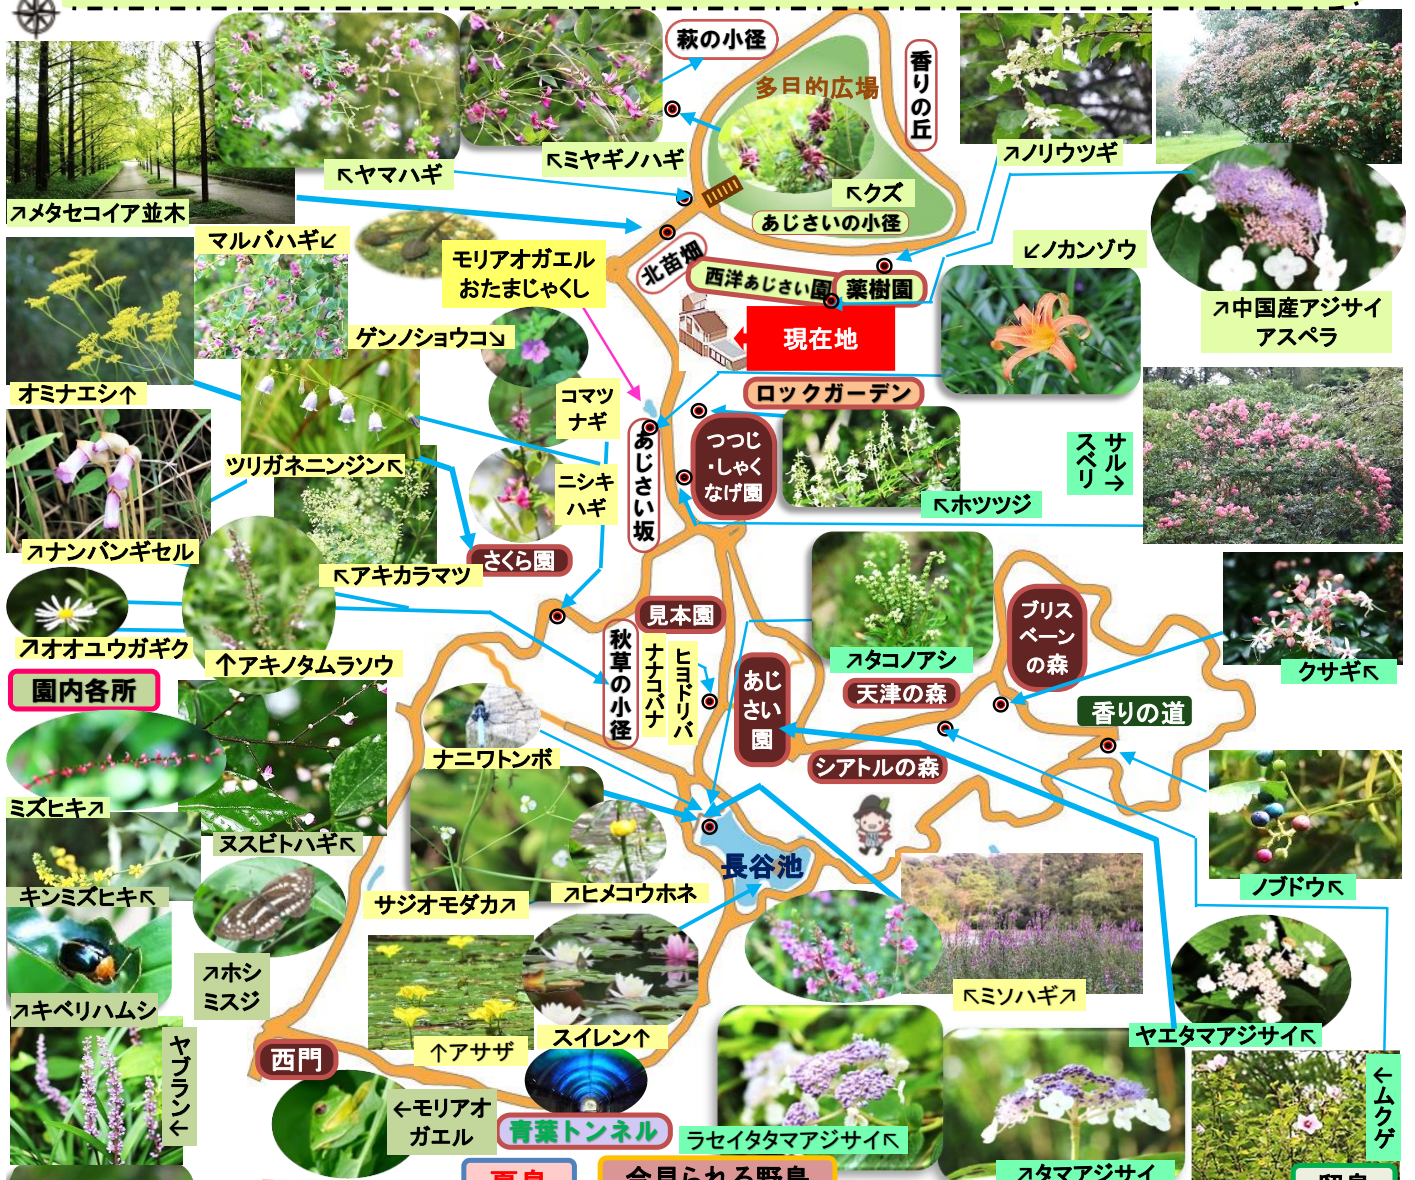 萩の小径
香りの丘
多目的広場
↗ノリウツギ
↖ミヤギノハギ
↖ヤマハギ
↖クズ
↗メタセコイア並木
あじさいの小径
マルバハギ↙
モリアオガエル
おたまじゃくし
北苗畑
西洋あじさい園
薬樹園
↙ノカンゾウ
↗中国産アジサイ
アスペラ
現在地
ゲンノショウコ↘
オミナエシ↑
ロックガーデン
コマツ
ナギ
つつじ
・しゃく
なげ園
あじさい坂
サル→
スベリ
ツリガネニンジン↖
ニシキ
ハギ
↖ホツツジ
↗ナンバンギセル
さくら園
↖アキカラマツ
見本園
ブリス
ベーン
の森
↗オオユウガギク
↑アキノタムラソウ
秋草の小径
ナナコバナ
ヒヨドリバ
↗タコノアシ
クサギ↖
園内各所
あじ
さい
園
天津の森
香りの道
ナニワトンボ
シアトルの森
ミズヒキ↗
ヌスビトハギ↖
長谷池
キンミズヒキ↖
サジオモダカ↗
↗ヒメコウホネ
ノブドウ↖
↗ホシ
ミスジ
↗キベリハムシ
↖ミソハギ↗
ヤエタマアジサイ↖
スイレン↑
↑アサザ
西門
ヤブラン←
←モリアオ
ガエル
青葉トンネル
ラセイタタマアジサイ↖
←ムクゲ
↗タマアジサイ
今見られる野鳥